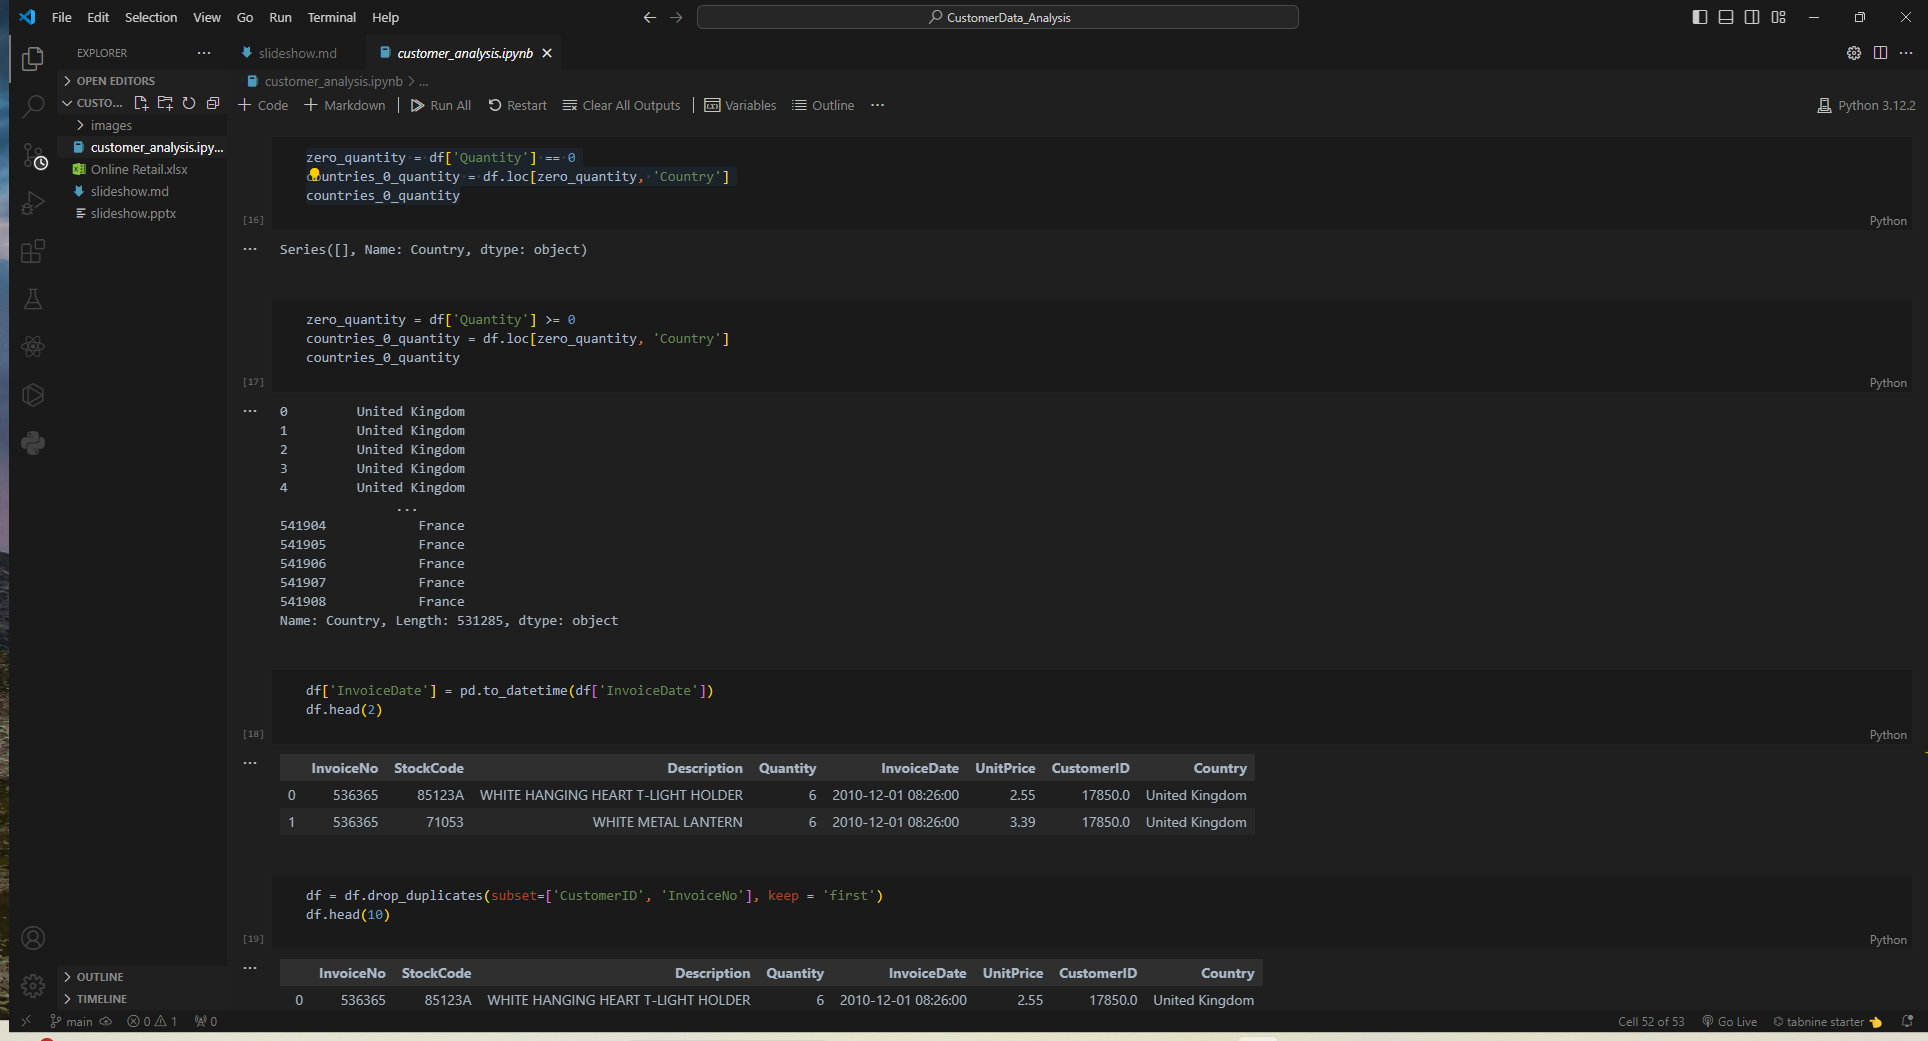 File Edit Selection View Go Run Terminal Help
CustomerData_Analysis
EXPLORER
slideshow.md
customer_analysis.ipynb
OPEN EDITORS
customer_analysis.ipynb > ...
CUSTO...
+ Code + Markdown | Run All Restart Clear All Outputs | Variables Outline ...
Python 3.12.2
images
customer_analysis.ipy...
Online Retail.xlsx
slideshow.md
slideshow.pptx
zero_quantity = df['Quantity'] == 0
countries_0_quantity = df.loc[zero_quantity, 'Country']
countries_0_quantity
[16]
Python
Series([], Name: Country, dtype: object)
zero_quantity = df['Quantity'] >= 0
countries_0_quantity = df.loc[zero_quantity, 'Country']
countries_0_quantity
[17]
Python
0 United Kingdom
1 United Kingdom
2 United Kingdom
3 United Kingdom
4 United Kingdom
...
541904 France
541905 France
541906 France
541907 France
541908 France
Name: Country, Length: 531285, dtype: object
df['InvoiceDate'] = pd.to_datetime(df['InvoiceDate'])
df.head(2)
[18]
Python
InvoiceNo StockCode Description Quantity InvoiceDate UnitPrice CustomerID Country
0 536365 85123A WHITE HANGING HEART T-LIGHT HOLDER 6 2010-12-01 08:26:00 2.55 17850.0 United Kingdom
1 536365 71053 WHITE METAL LANTERN 6 2010-12-01 08:26:00 3.39 17850.0 United Kingdom
df = df.drop_duplicates(subset=['CustomerID', 'InvoiceNo'], keep = 'first')
df.head(10)
[19]
Python
InvoiceNo StockCode Description Quantity InvoiceDate UnitPrice CustomerID Country
0 536365 85123A WHITE HANGING HEART T-LIGHT HOLDER 6 2010-12-01 08:26:00 2.55 17850.0 United Kingdom
OUTLINE
TIMELINE
main 0 1 0
Cell 52 of 53 Go Live tabnine starter